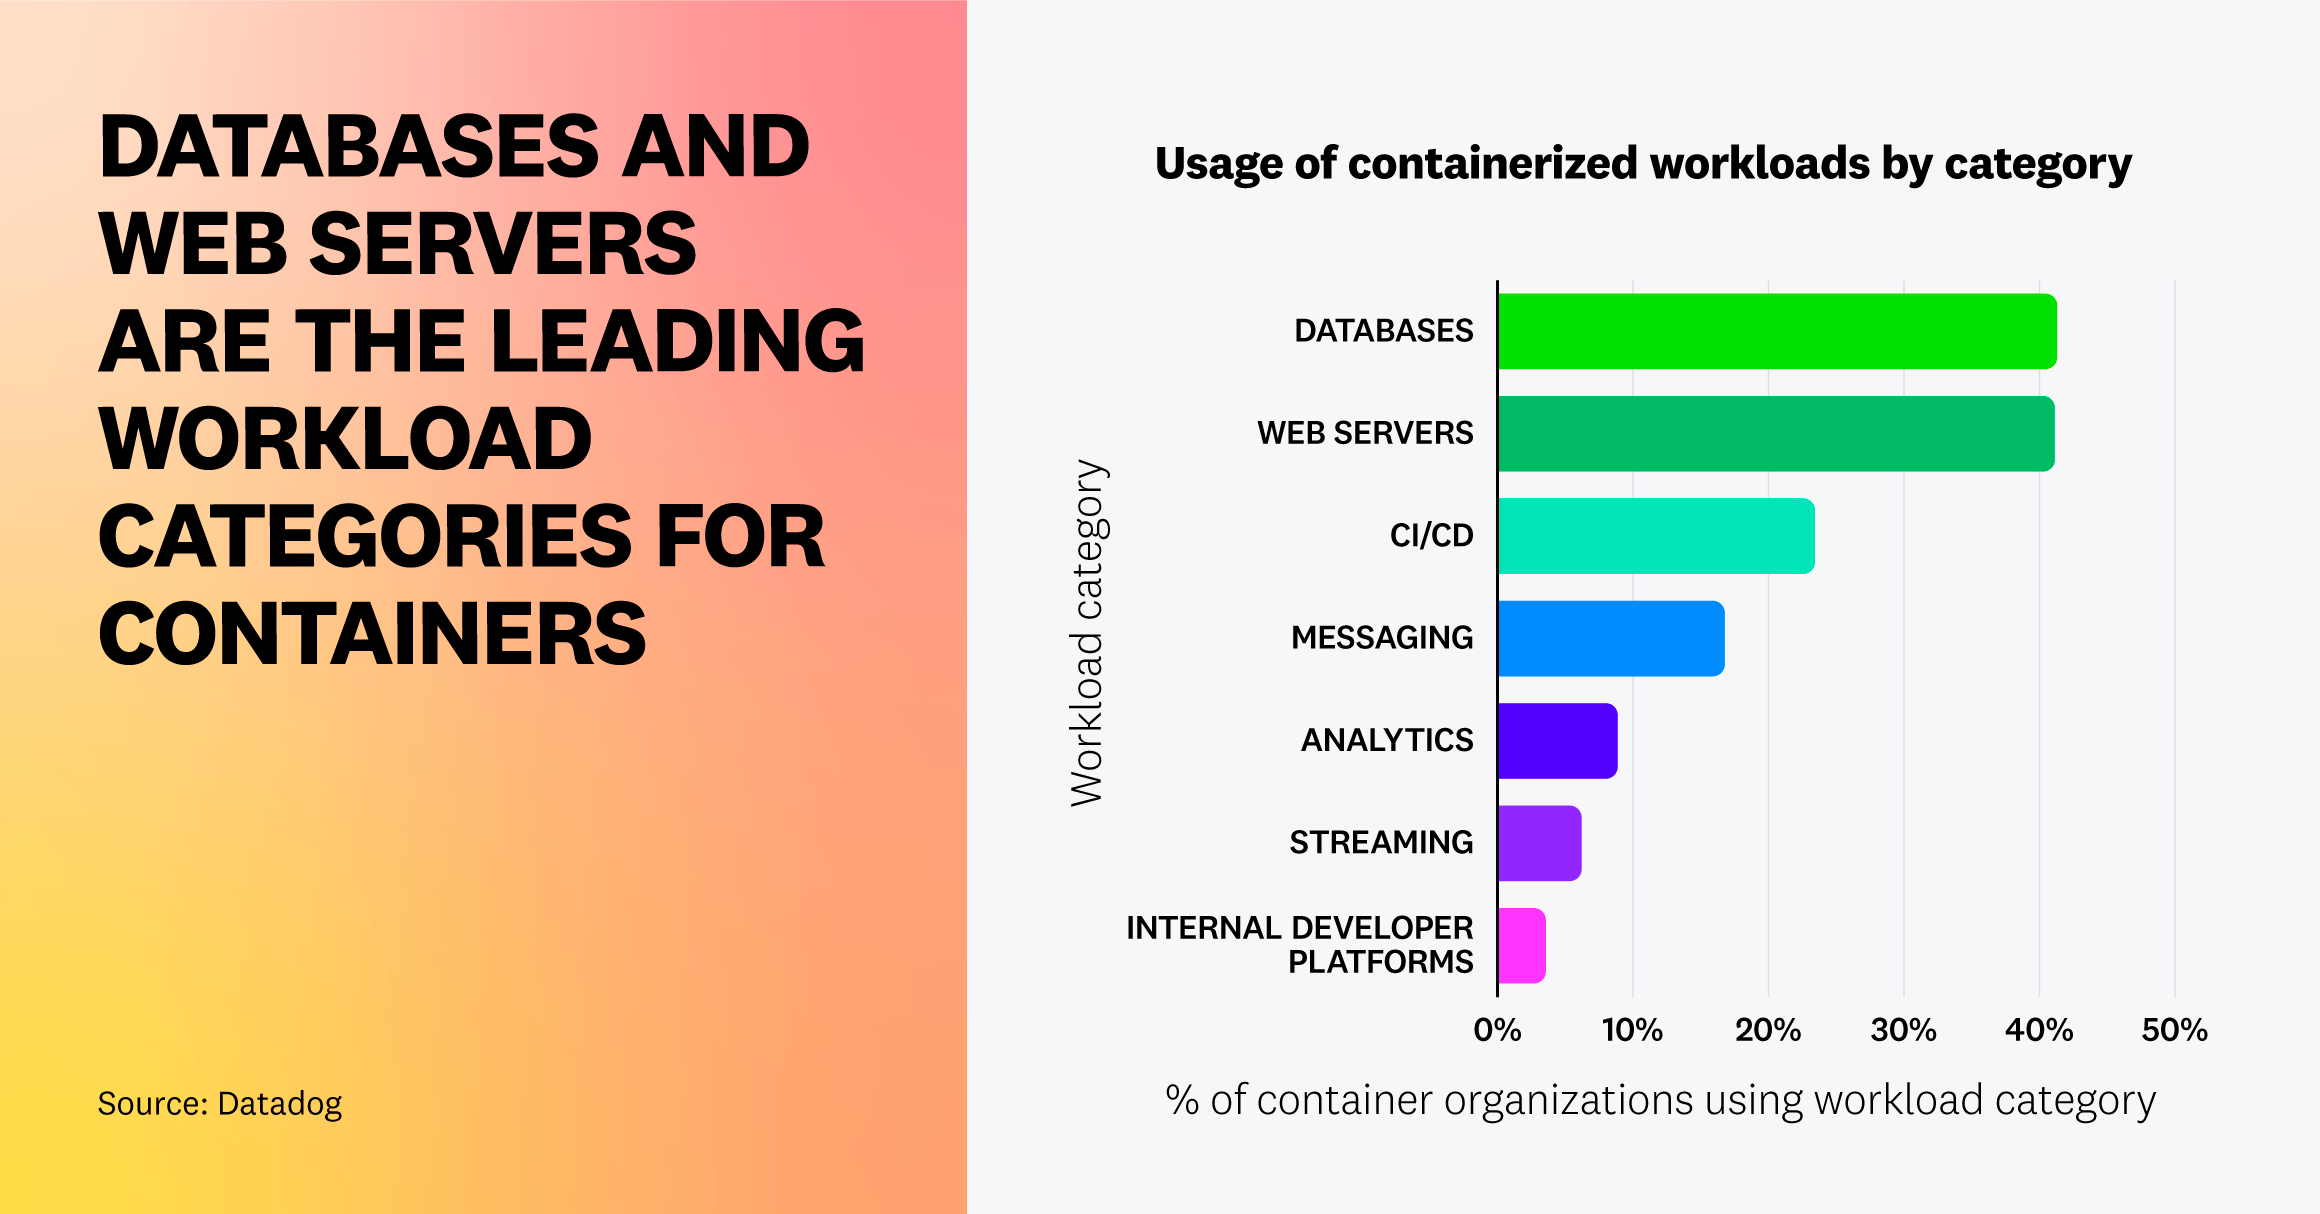 DATABASES AND
WEB SERVERS
ARE THE LEADING
WORKLOAD
CATEGORIES FOR
CONTAINERS
Source: Datadog
Usage of containerized workloads by category
Workload category
DATABASES
WEB SERVERS
CI/CD
MESSAGING
ANALYTICS
STREAMING
INTERNAL DEVELOPER
PLATFORMS
0% 10% 20% 30% 40% 50%
% of container organizations using workload category